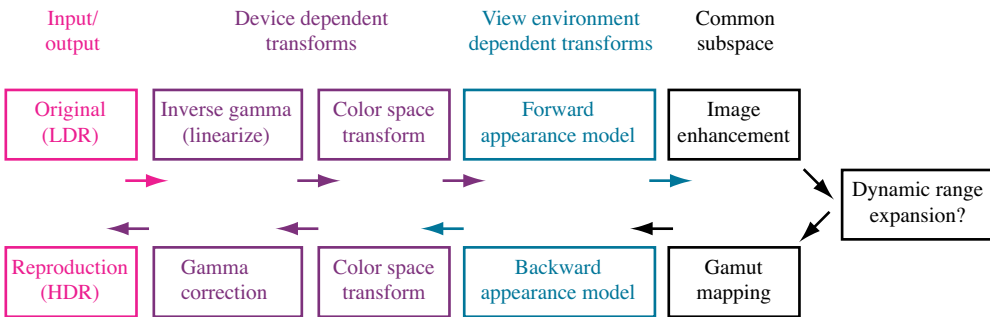 Input/
output
Device dependent
transforms
View environment
dependent transforms
Common
subspace
Original
(LDR)
Inverse gamma
(linearize)
Color space
transform
Forward
appearance model
Image
enhancement
Dynamic range
expansion?
Reproduction
(HDR)
Gamma
correction
Color space
transform
Backward
appearance model
Gamut
mapping